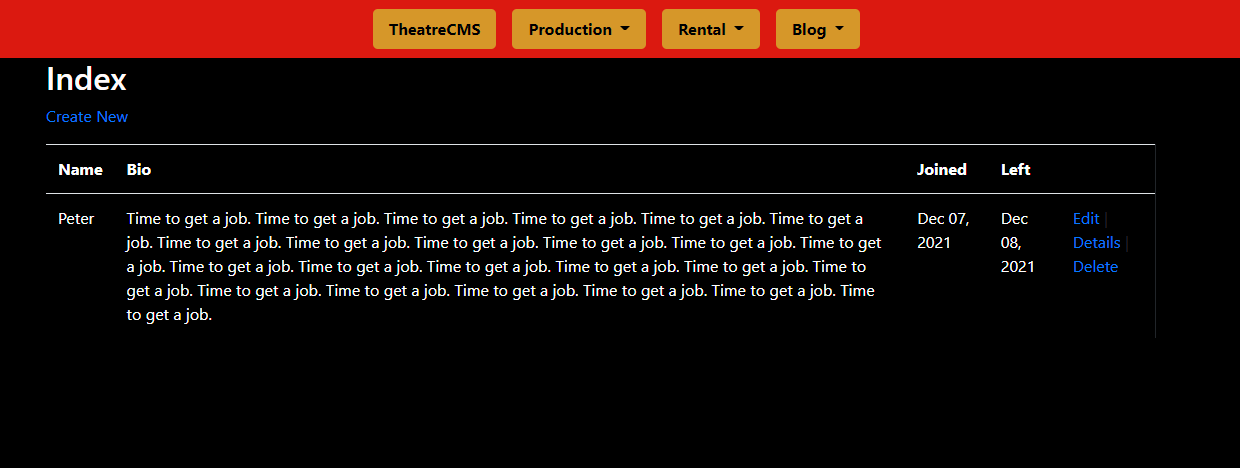 TheatreCMS Production Rental Blog
Index
Create New
Name Bio Joined Left
Peter Time to get a job. Time to get a job. Time to get a job. Time to get a job. Time to get a job. Time to get a Dec 07, Dec Edit |
job. Time to get a job. Time to get a job. Time to get a job. Time to get a job. Time to get a job. Time to get 2021 08, Details |
a job. Time to get a job. Time to get a job. Time to get a job. Time to get a job. Time to get a job. Time to 2021 Delete
get a job. Time to get a job. Time to get a job. Time to get a job. Time to get a job. Time to get a job. Time
to get a job.